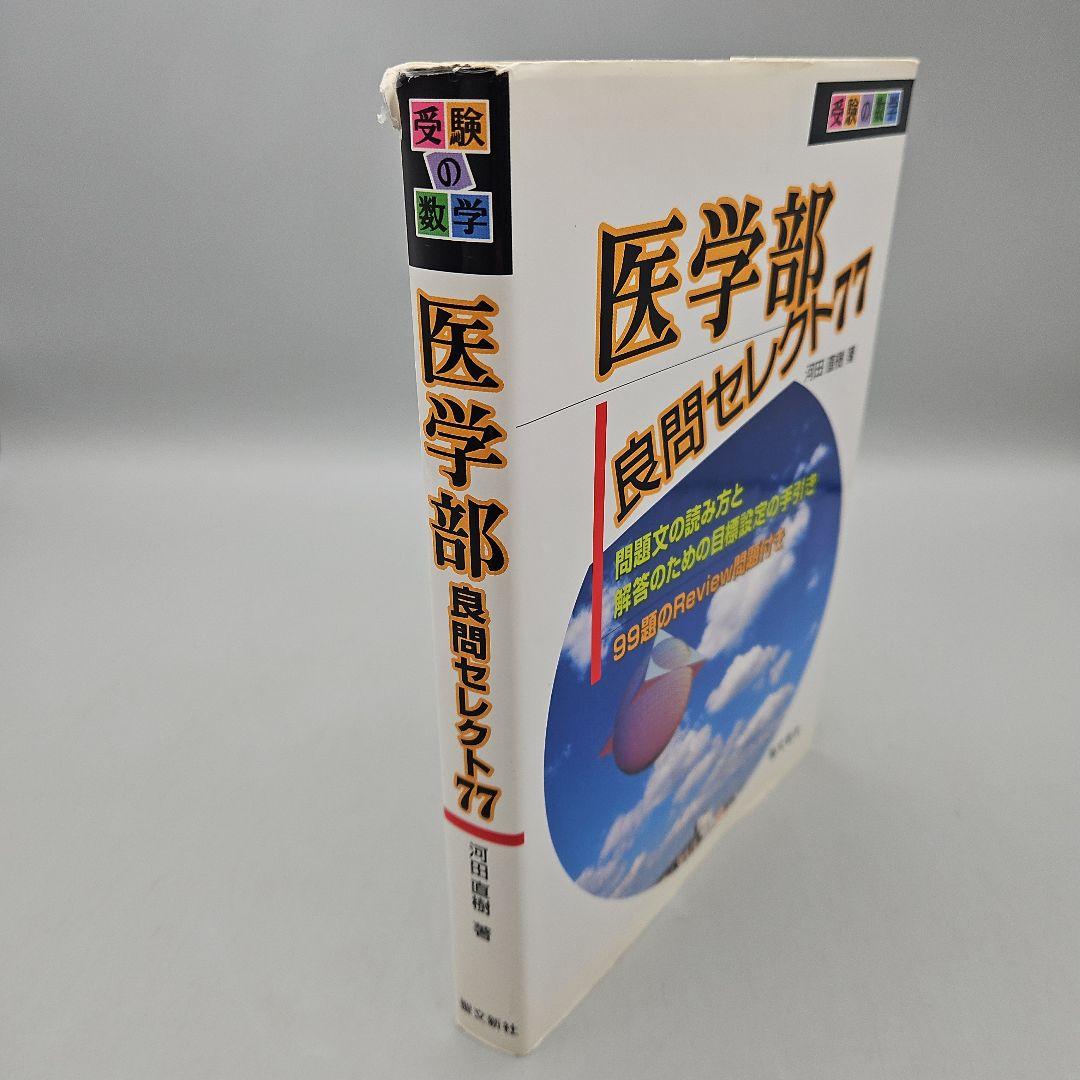 受験
の
数学
医学部
良問セレクト77
河田 直樹 著
聖文新社
受験の数学
医学部
良問セレクト77
河田 直樹 著
問題文の読み方と
解答のための目標設定の手引き
99題のReview問題付き
聖文新社